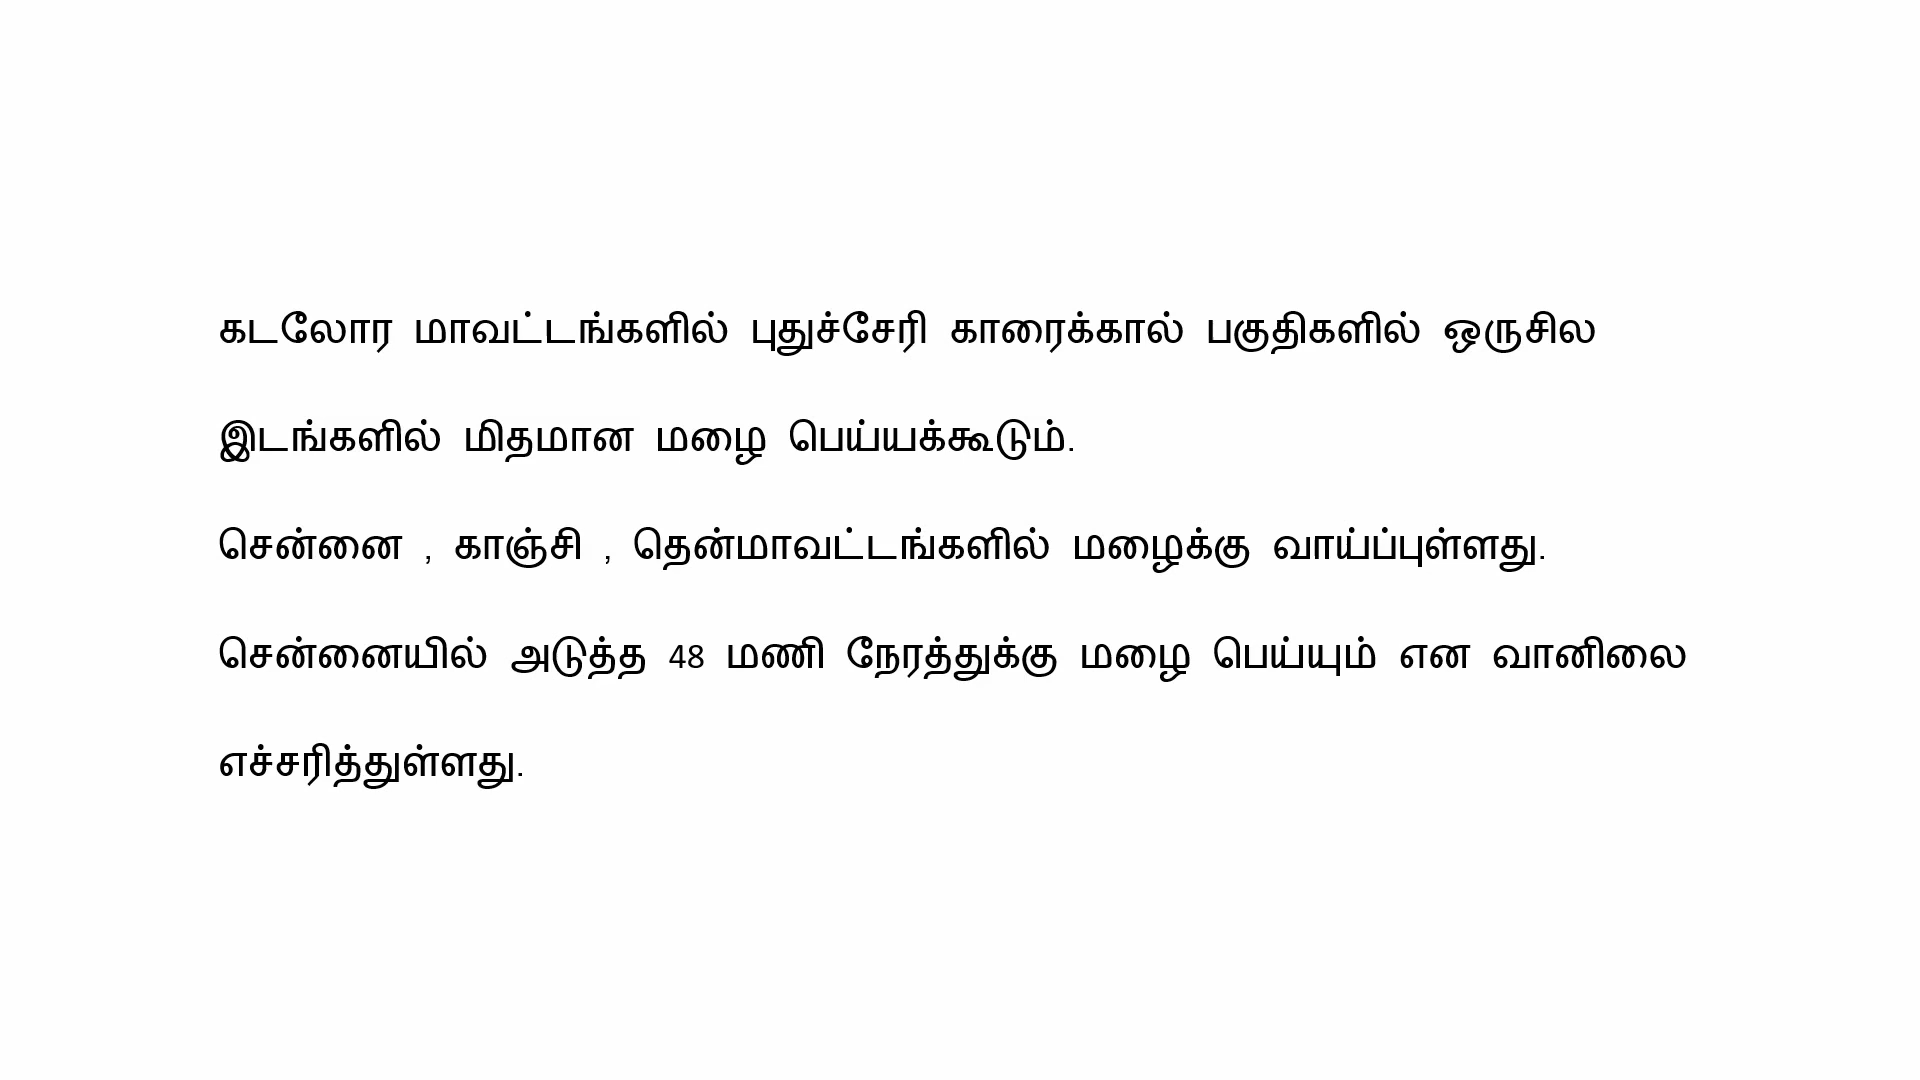 கடலோர மாவட்டங்களில் புதுச்சேரி காரைக்கால் பகுதிகளில் ஒருசில
இடங்களில் மிதமான மழை பெய்யக்கூடும்.
சென்னை , காஞ்சி , தென்மாவட்டங்களில் மழைக்கு வாய்ப்புள்ளது.
சென்னையில் அடுத்த 48 மணி நேரத்துக்கு மழை பெய்யும் என வானிலை
எச்சரித்துள்ளது.